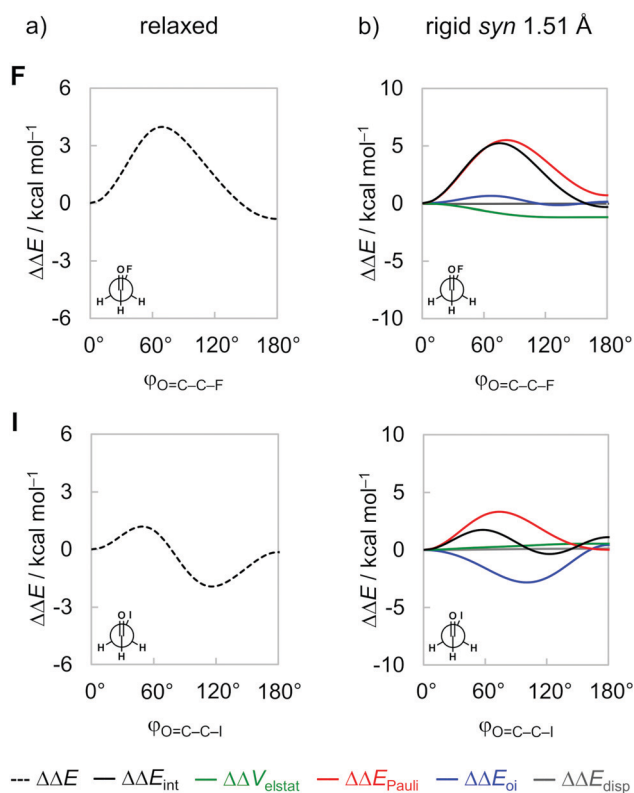 a) relaxed b) rigid syn 1.51 Å
F
6
3
0
−3
−6
ΔΔE / kcal mol⁻¹
O F
H H
H
0° 60° 120° 180°
φO=C–C–F
10
5
0
-5
-10
ΔΔE / kcal mol⁻¹
O F
H H
H
0° 60° 120° 180°
φO=C–C–F
I
6
3
0
-3
-6
ΔΔE / kcal mol⁻¹
O I
H H
H
0° 60° 120° 180°
φO=C–C–I
10
5
0
-5
-10
ΔΔE / kcal mol⁻¹
O I
H H
H
0° 60° 120° 180°
φO=C–C–I
ΔΔE ΔΔEint ΔΔVelstat ΔΔEPauli ΔΔEoi ΔΔEdisp